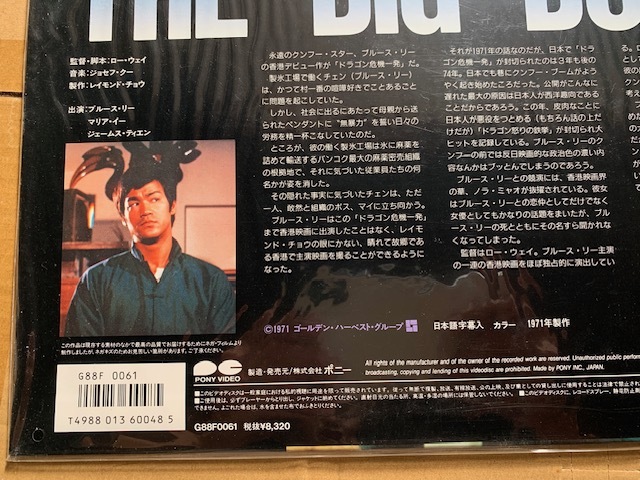 THE BIG BO
監督・脚本：ロー・ウェイ
音楽：ジョセフ・クー
製作：レイモンド・チョウ
出演：ブルース・リー
マリア・イー
ジェームス・ティエン
永遠のクンフー・スター、ブルース・リー
の香港デビュー作が「ドラゴン危機一発」。
製氷工場で働くチェン（ブルース・リー）
は、かつて村一番の喧嘩好きであることを
問題を起こしていた。
しかし、社会に出るにあたって母親から送
られたペンダントに“無暴力”を誓い日々の
労務を精一杯こなしていたのだ。
ところが、彼の働く製氷工場は氷に麻薬を
詰めて輸送するバンコク最大の麻薬密売組織
の根拠地で、それに気づいた従業員たちの何
名かが姿を消した。
その隠れた事実に気づいたチェンは、ただ
一人、敢然と組織のボス、マイに立ち向かう。
ブルース・リーはこの「ドラゴン危機一発」
まで香港映画に出演したことはなく、レイモ
ンド・チョウの眼にかない、晴れて故郷であ
る香港で主演映画を撮ることができるように
なった。
それが1971年の話なのだが、日本で「ドラ
ゴン危機一発」が封切られたのは3年も後の
74年。日本でも巷にクンフー・ブームがよう
やく起き始めたころだった。公開がこんなに
遅れた最大の原因は日本人が西洋趣向である
ことだからであろう。この年、皮肉なことに
日本人が悪役をつとめる（もちろん話の上だ
けだが）「ドラゴン怒りの鉄拳」が封切られ大
ヒットを記録している。ブルース・リーのク
ンフーの前では反日映画的な政治色の濃い内
容なんかはブッとんでしまうのであろう。
ブルース・リーとの競演には、香港映画界
の華、ノラ・ミャオが抜擢されている。彼女
はブルース・リーとの恋仲としてだけでなく
女優としてもかなりの話題をまいたが、ブル
ース・リーの死とともにその名すら聞かれな
くなってしまった。
監督はロー・ウェイ。ブルース・リー主演
の一連の香港映画をほぼ独占的に演出してい
©1971 ゴールデン・ハーベスト・グループ
日本語字幕入 カラー 1971年製作
この作品は現存する素材のなかで最高の品質でお届けするためにネガ・フィルムより
制作しましたが、ネガキズのためお見苦しい箇所があります。ご了承ください。
G88F 0061
T4988013600485
PONY VIDEO
製造・発売元/株式会社 ポニー
All rights of the manufacturer and of the owner of the recorded work are reserved. Unauthorized public perform
broadcasting, copying and lending of this videodisc are prohibited. Made by PONY INC., JAPAN.
G88F0061 税抜¥8,320